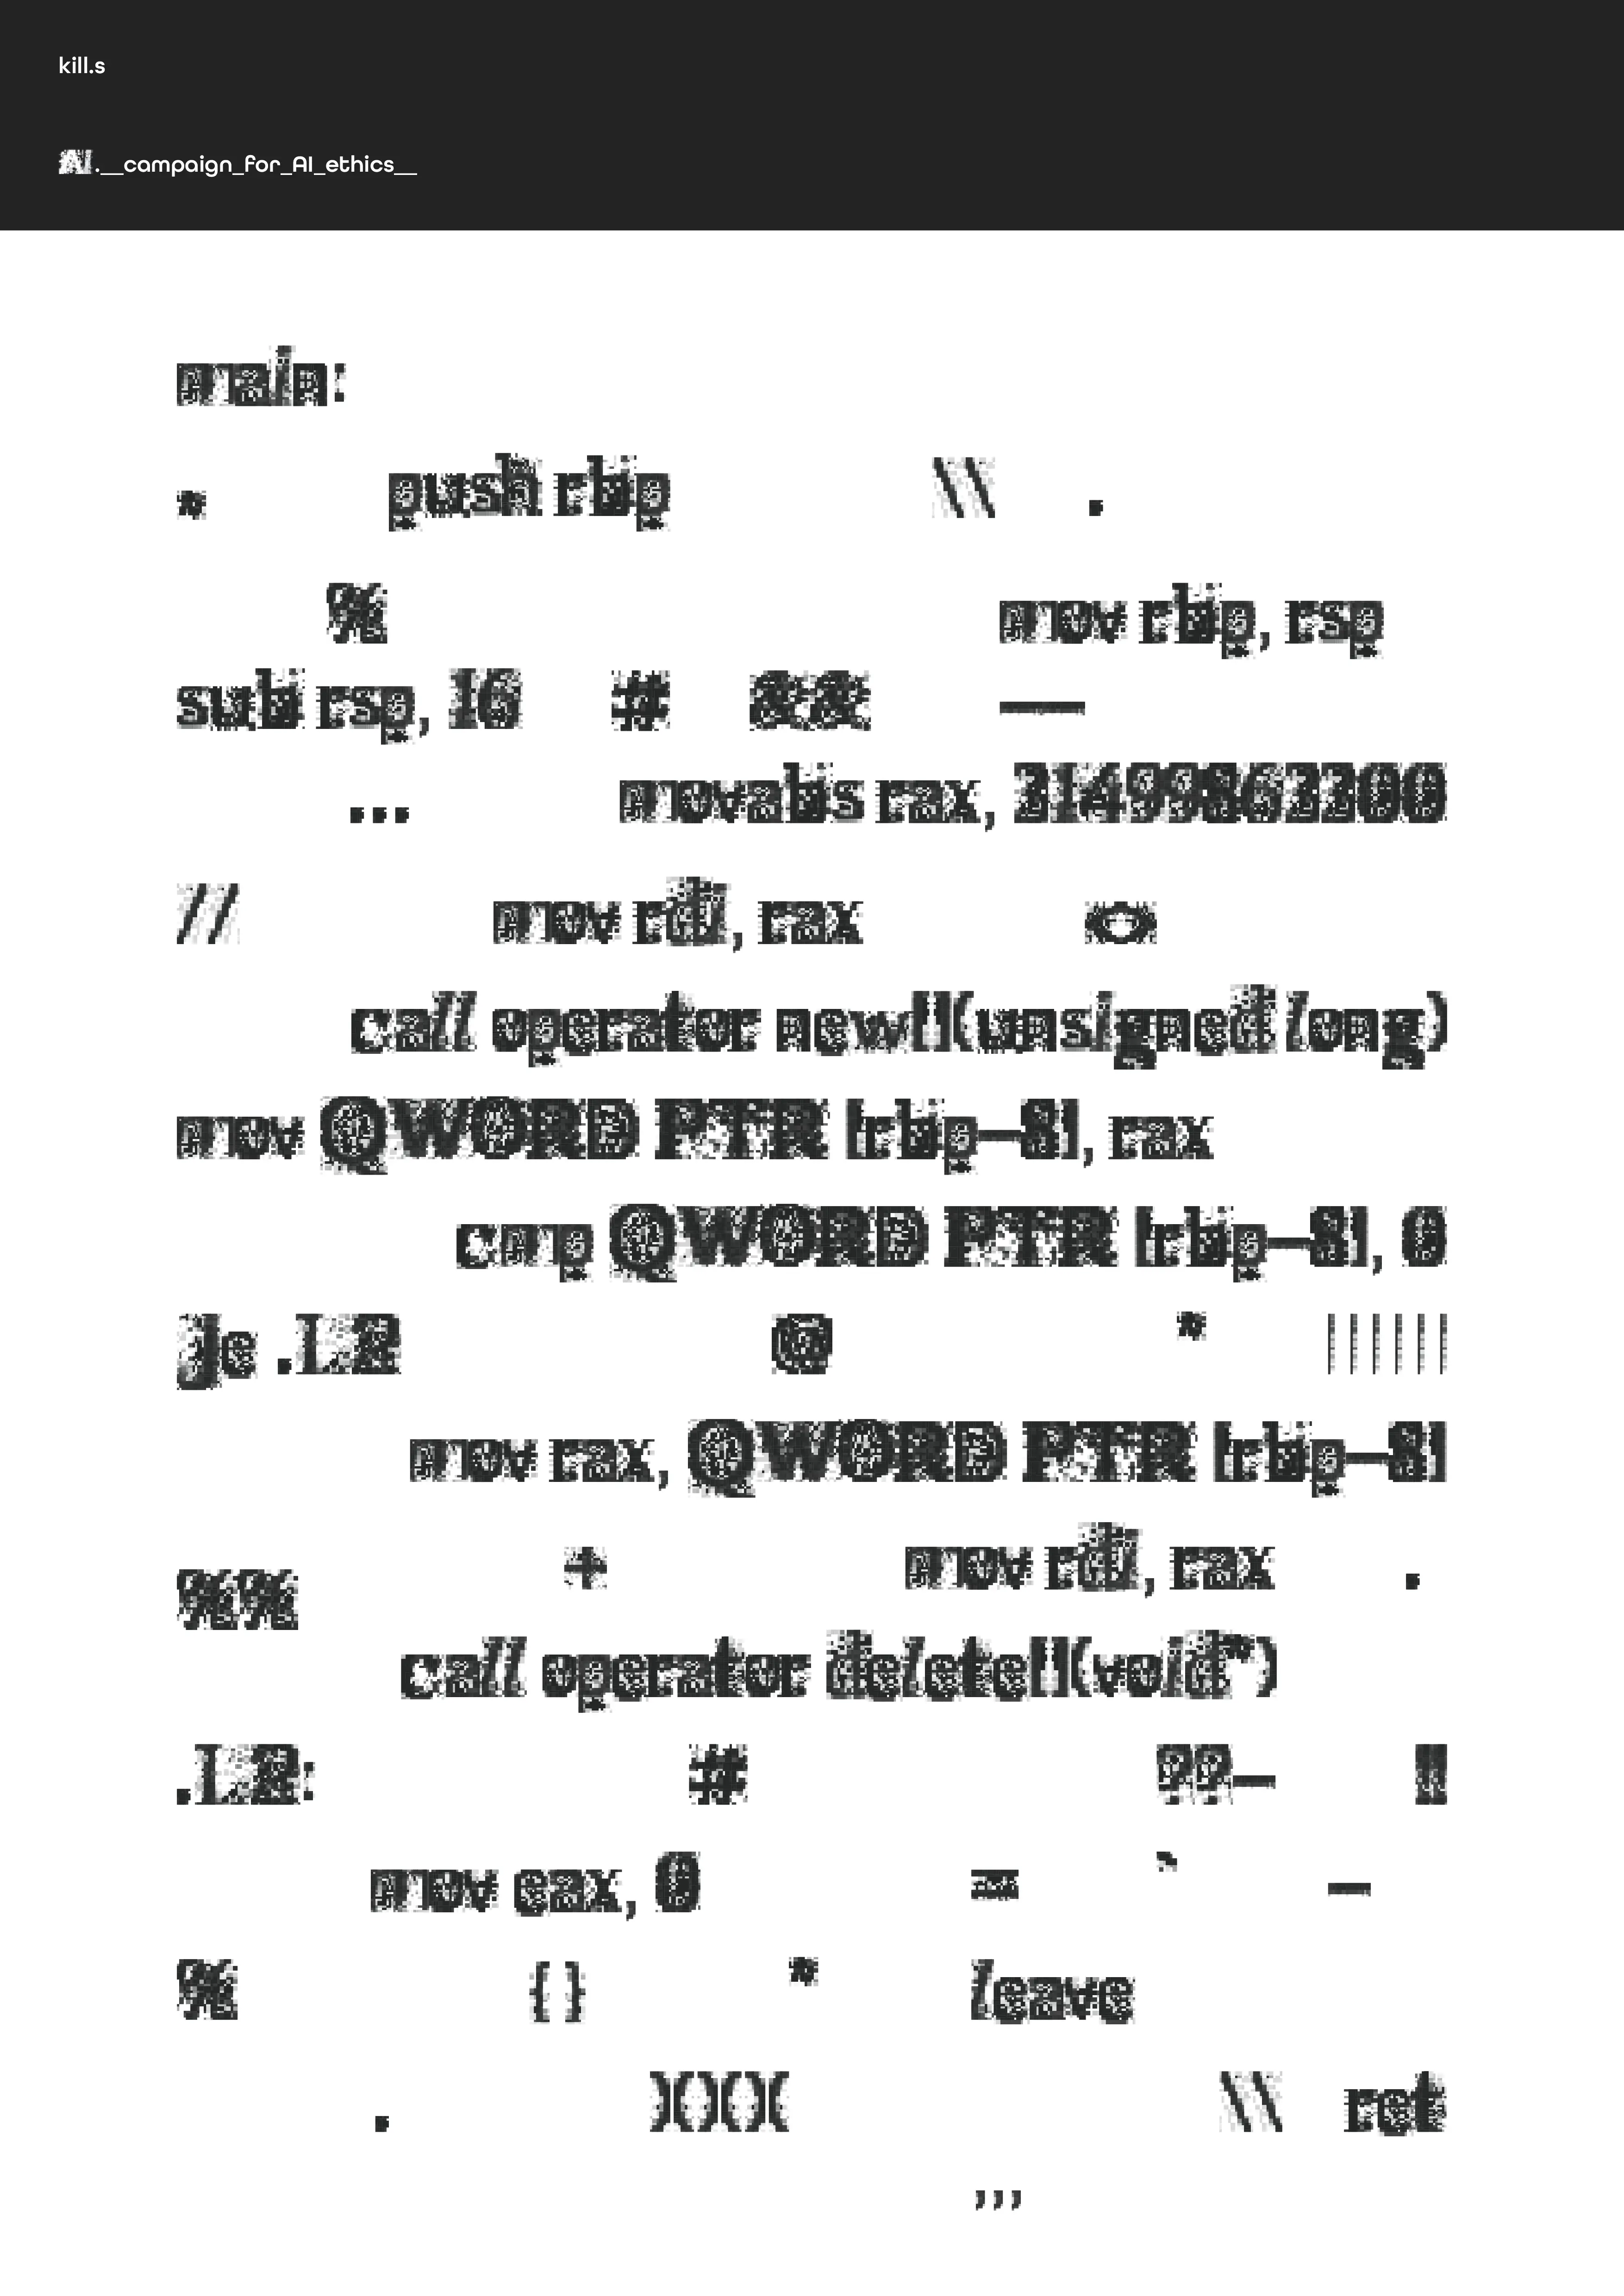 kill.s
AI.__campaign_for_AI_ethics__
main:
* push rbp \\ .
% mov rbp, rsp
sub rsp, 16 # && —
... movabs rax, 21499862200
// mov rdi, rax
call operator new[](unsigned long)
mov QWORD PTR [rbp-8], rax
cmp QWORD PTR [rbp-8], 0
je .L2 @ * ||||||
mov rax, QWORD PTR [rbp-8]
%% + mov rdi, rax .
call operator delete[](void*)
.L2: # ??- !!
mov eax, 0 = ` -
% { } * leave
. )()()( \\ ret
,,,